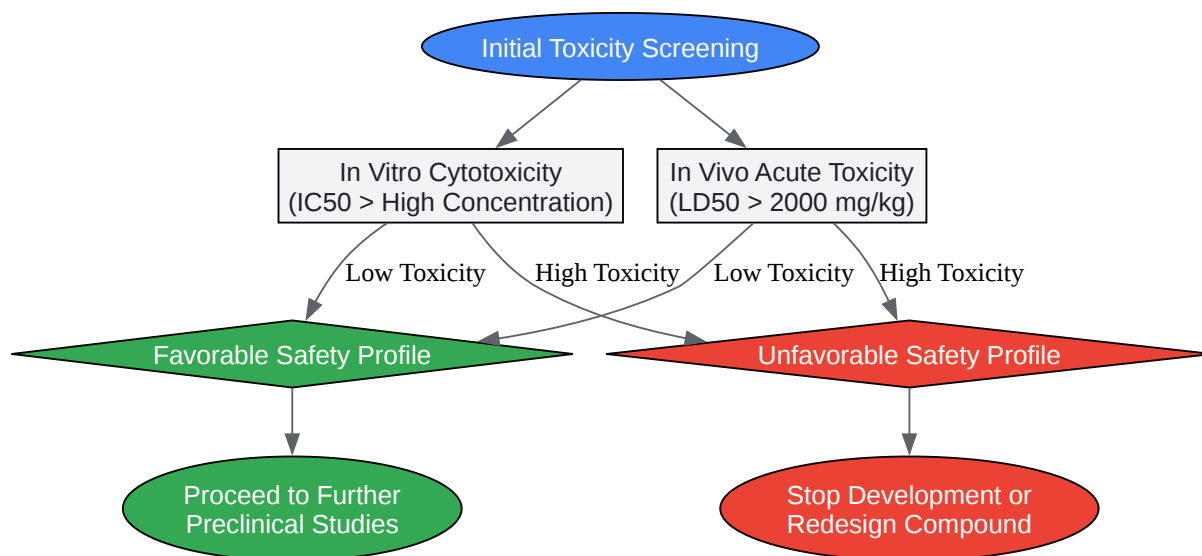 Initial Toxicity Screening
In Vitro Cytotoxicity
(IC50 > High Concentration)
In Vivo Acute Toxicity
(LD50 > 2000 mg/kg)
Low Toxicity
High Toxicity
Low Toxicity
High Toxicity
Favorable Safety Profile
Unfavorable Safety Profile
Proceed to Further
Preclinical Studies
Stop Development or
Redesign Compound